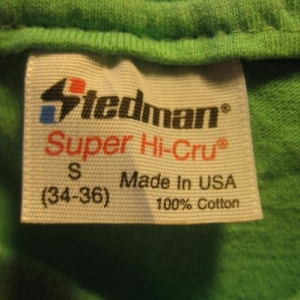 Stedman®
Super Hi-Cru®
S
(34-36)
Made In USA
100% Cotton